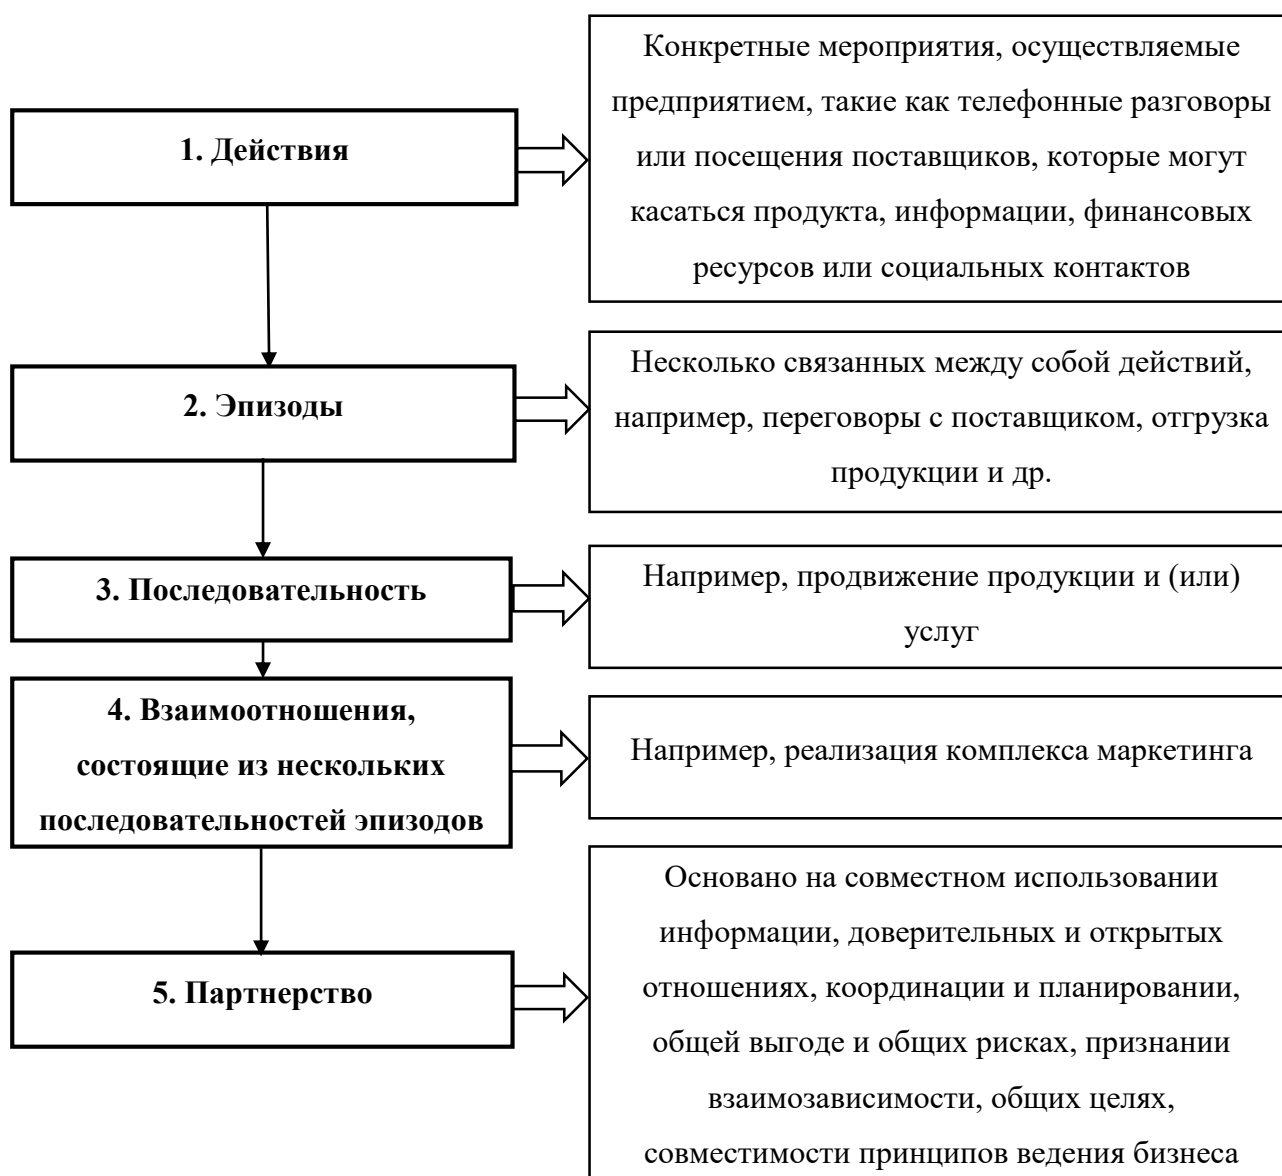 1. Действия
Конкретные мероприятия, осуществляемые
предприятием, такие как телефонные разговоры
или посещения поставщиков, которые могут
касаться продукта, информации, финансовых
ресурсов или социальных контактов
2. Эпизоды
Несколько связанных между собой действий,
например, переговоры с поставщиком, отгрузка
продукции и др.
3. Последовательность
Например, продвижение продукции и (или)
услуг
4. Взаимоотношения,
состоящие из нескольких
последовательностей эпизодов
Например, реализация комплекса маркетинга
5. Партнерство
Основано на совместном использовании
информации, доверительных и открытых
отношениях, координации и планировании,
общей выгоде и общих рисках, признании
взаимозависимости, общих целях,
совместимости принципов ведения бизнеса